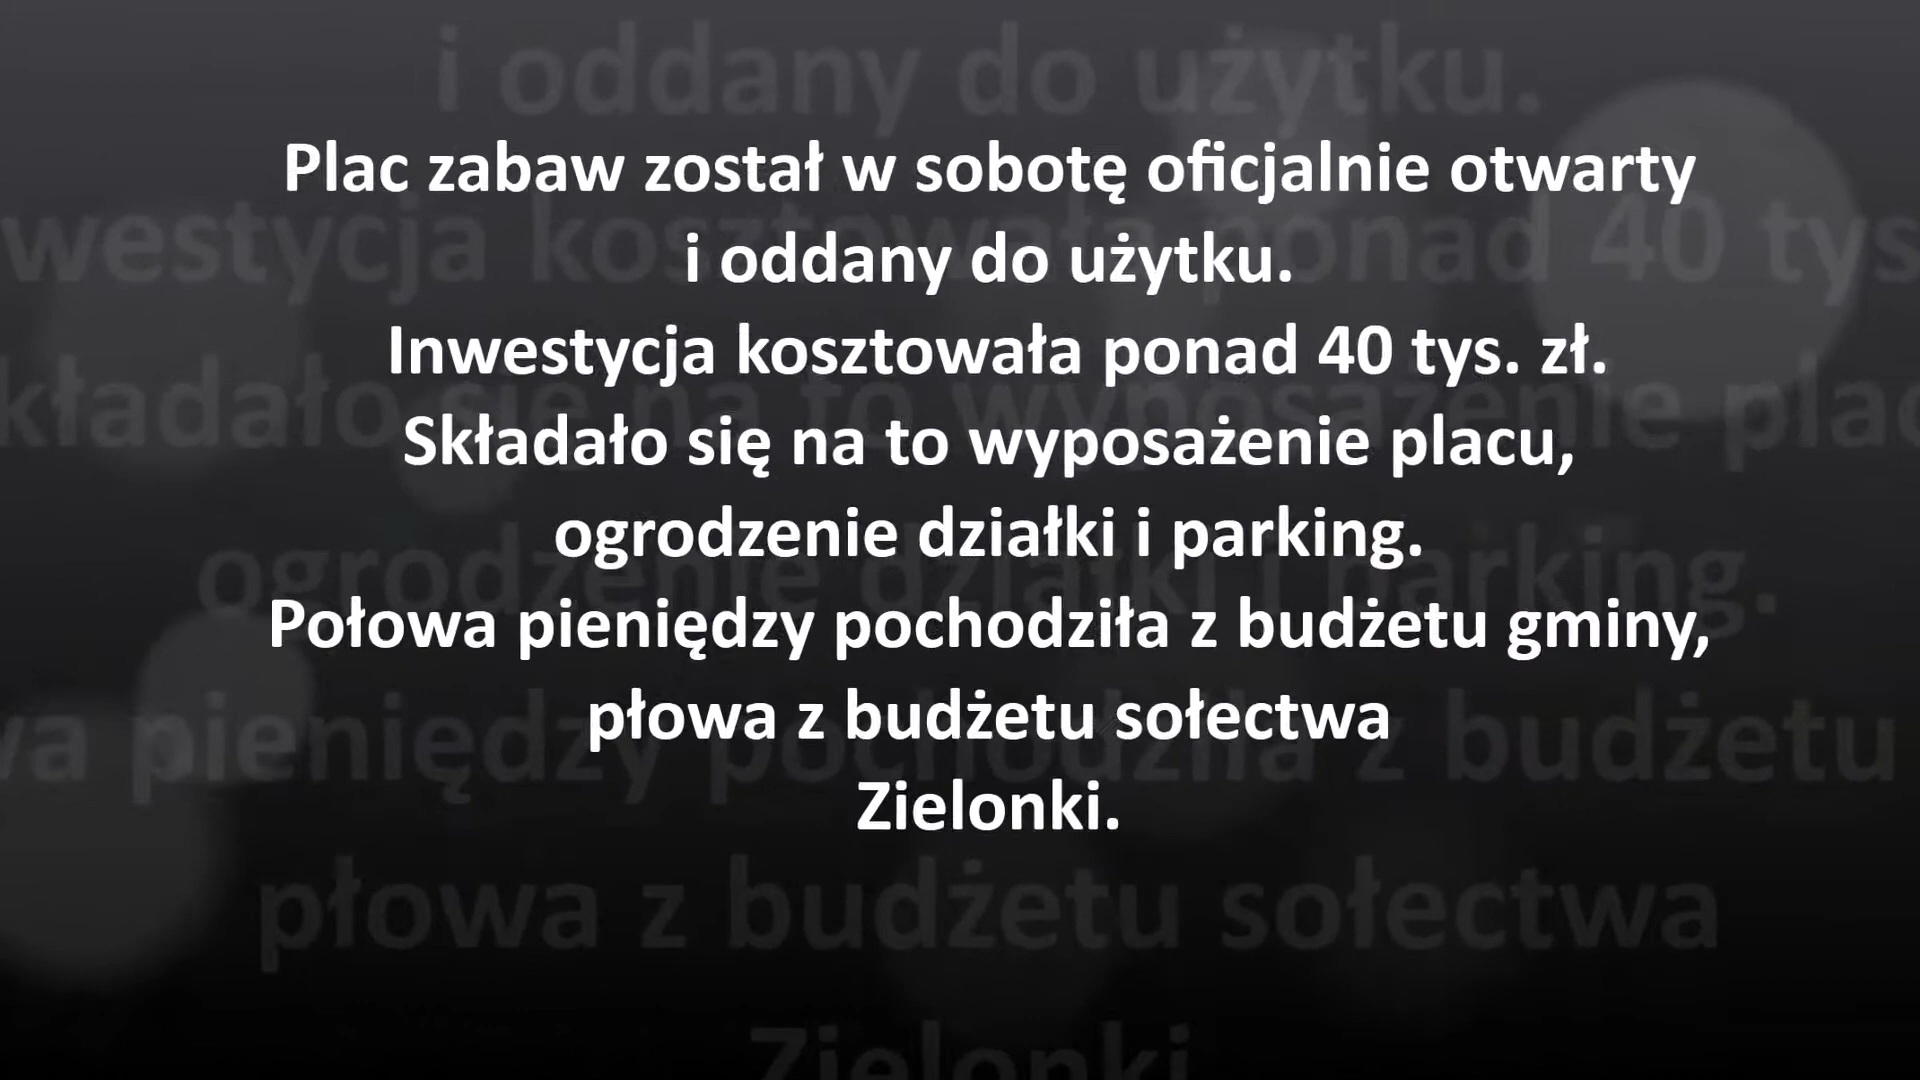 Plac zabaw został w sobotę oficjalnie otwarty
i oddany do użytku.
Inwestycja kosztowała ponad 40 tys. zł.
Składało się na to wyposażenie placu,
ogrodzenie działki i parking.
Połowa pieniędzy pochodziła z budżetu gminy,
płowa z budżetu sołectwa
Zielonki.